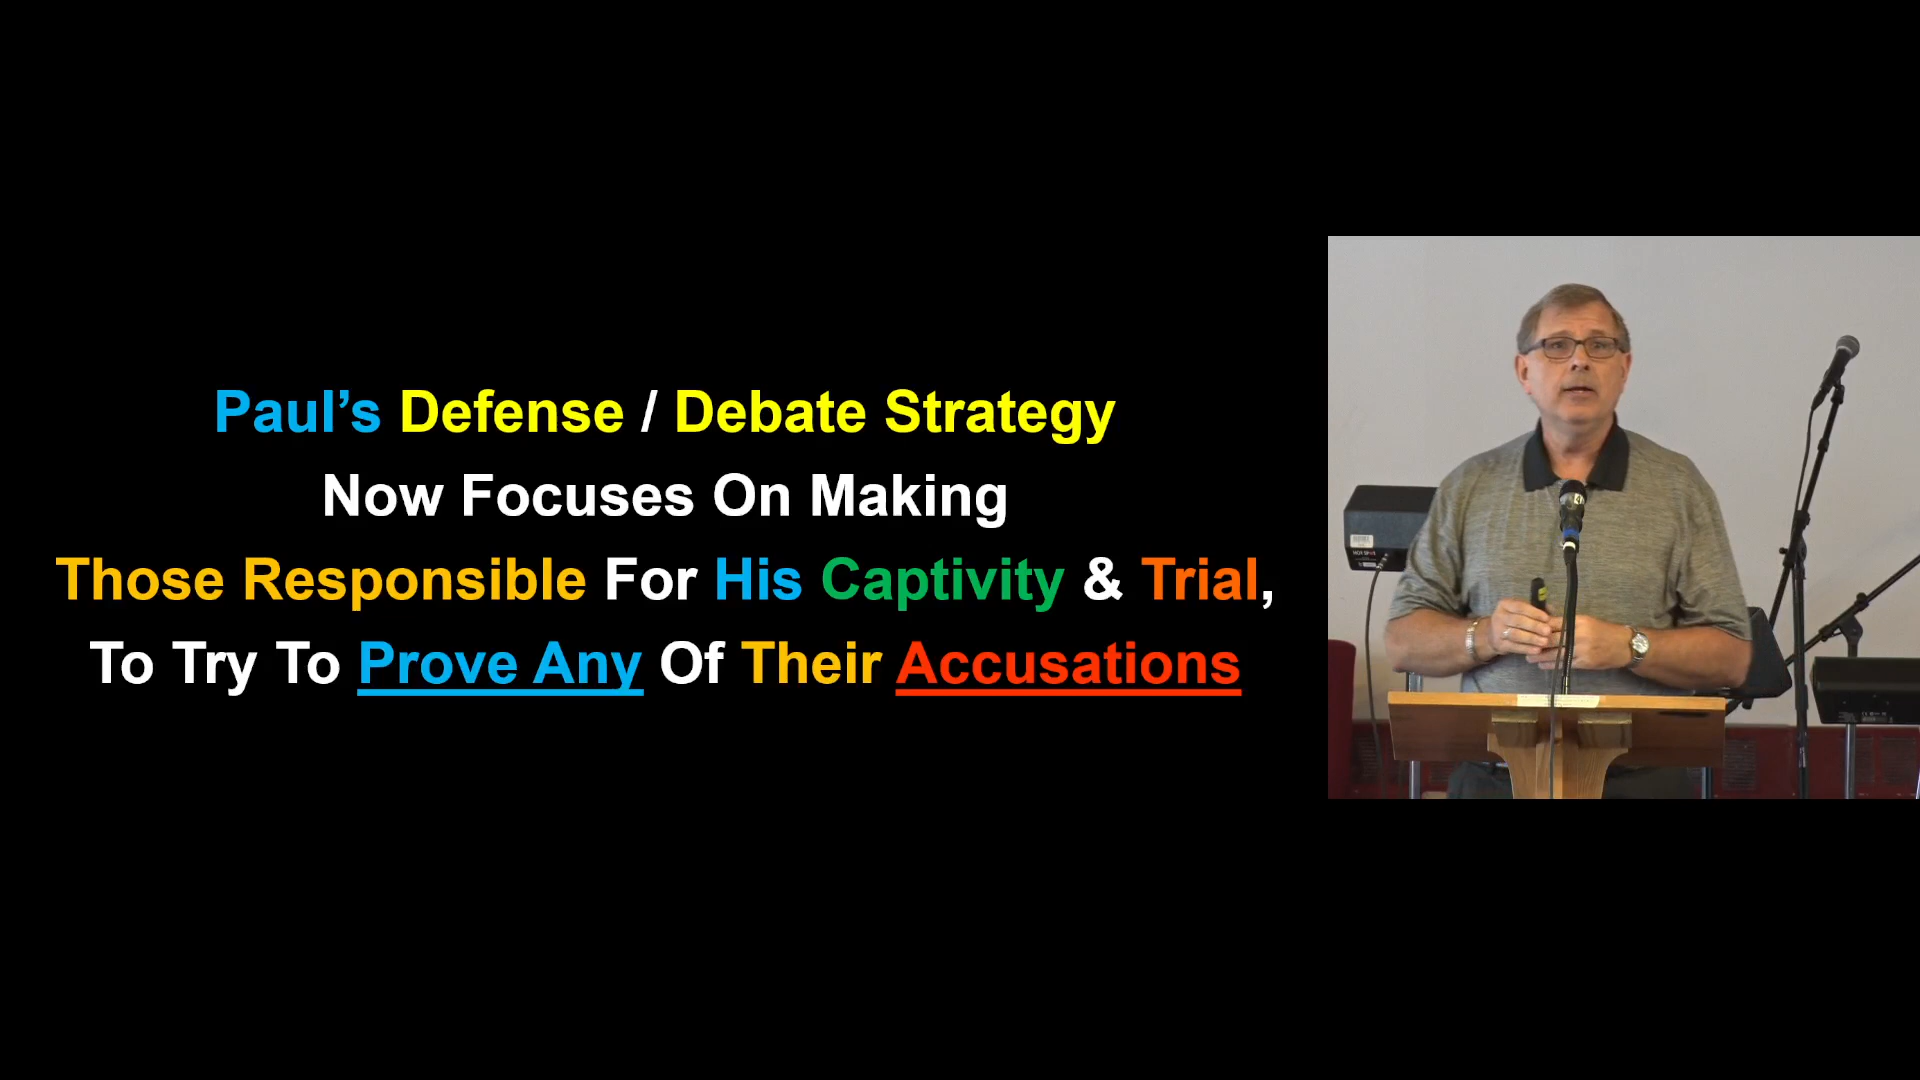 Paul’s Defense / Debate Strategy
Now Focuses On Making
Those Responsible For His Captivity & Trial,
To Try To Prove Any Of Their Accusations